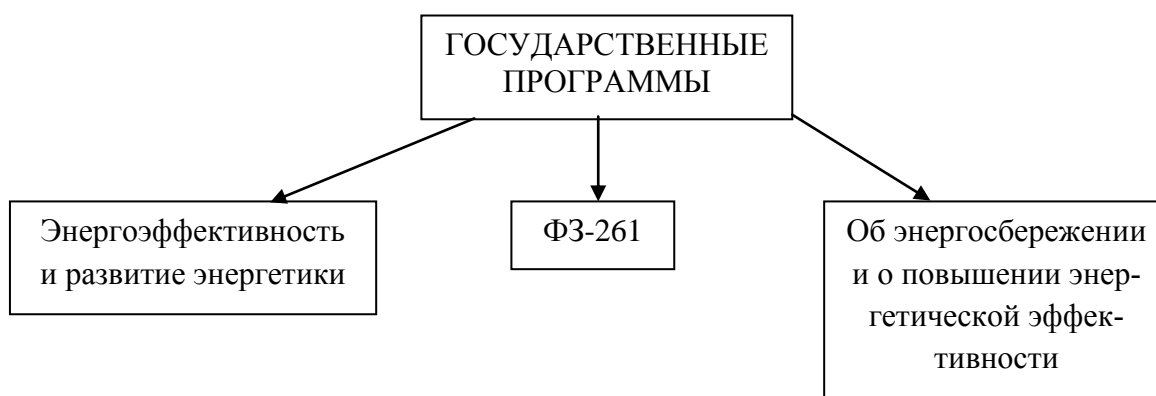 ГОСУДАРСТВЕННЫЕ
ПРОГРАММЫ
Энергоэффективность
и развитие энергетики
ФЗ-261
Об энергосбережении
и о повышении энер-
гетической эффек-
тивности